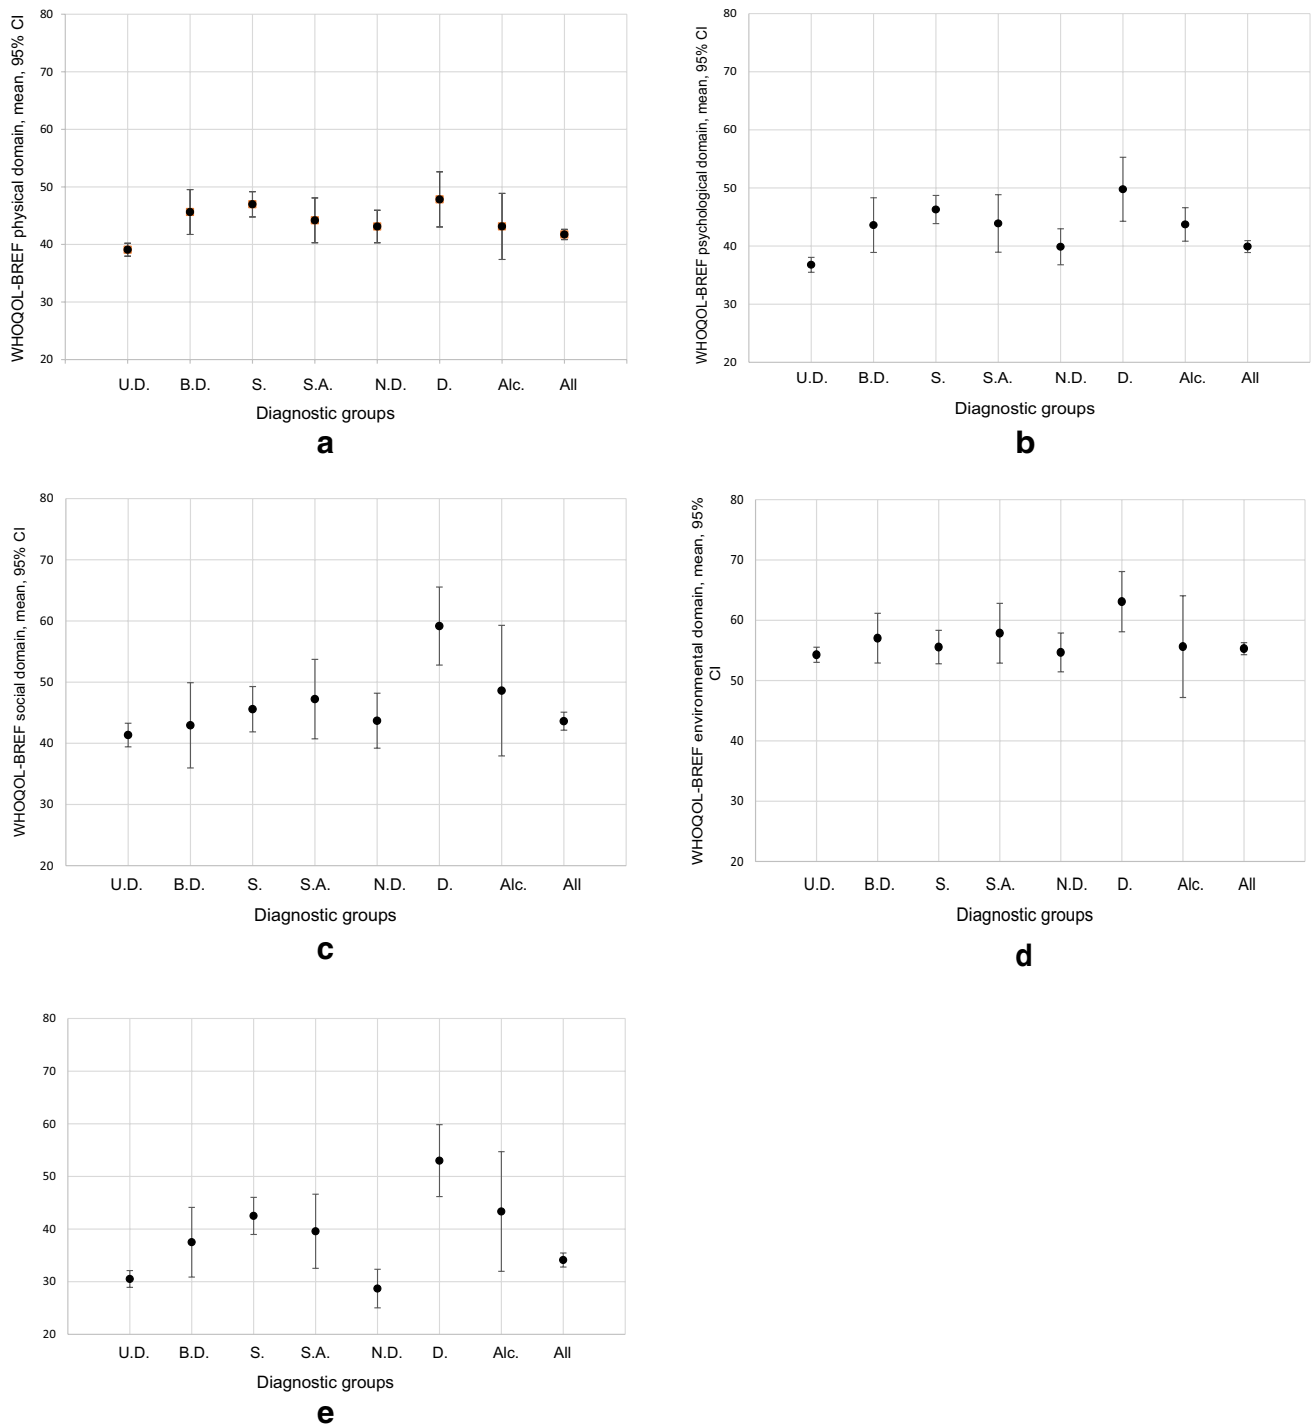 WHOQOL-BREF physical domain, mean, 95% CI
80
70
60
50
40
30
20
U.D. B.D. S. S.A. N.D. D. Alc. All
Diagnostic groups
a
WHOQOL-BREF psychological domain, mean, 95% CI
80
70
60
50
40
30
20
U.D. B.D. S. S.A. N.D. D. Alc. All
Diagnostic groups
b
WHOQOL-BREF social domain, mean, 95% CI
80
70
60
50
40
30
20
U.D. B.D. S. S.A. N.D. D. Alc. All
Diagnostic groups
c
WHOQOL-BREF environmental domain, mean, 95%
CI
80
70
60
50
40
30
20
U.D. B.D. S. S.A. N.D. D. Alc. All
Diagnostic groups
d
80
70
60
50
40
30
20
U.D. B.D. S. S.A. N.D. D. Alc. All
Diagnostic groups
e